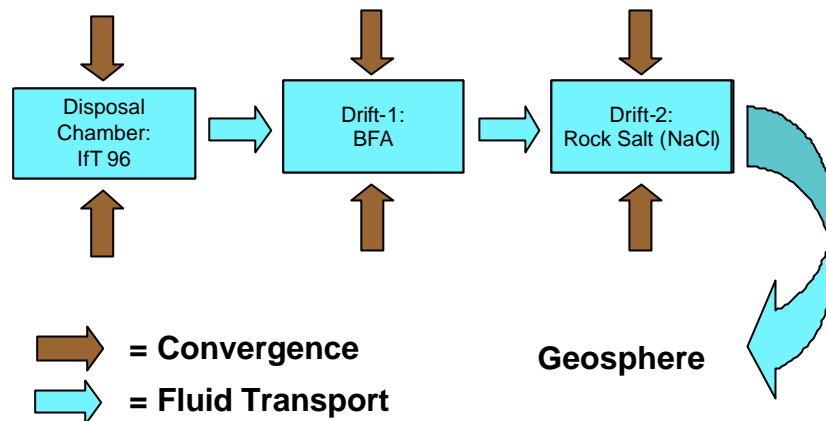 Disposal
Chamber:
IfT 96
Drift-1:
BFA
Drift-2:
Rock Salt (NaCl)
= Convergence
= Fluid Transport
Geosphere